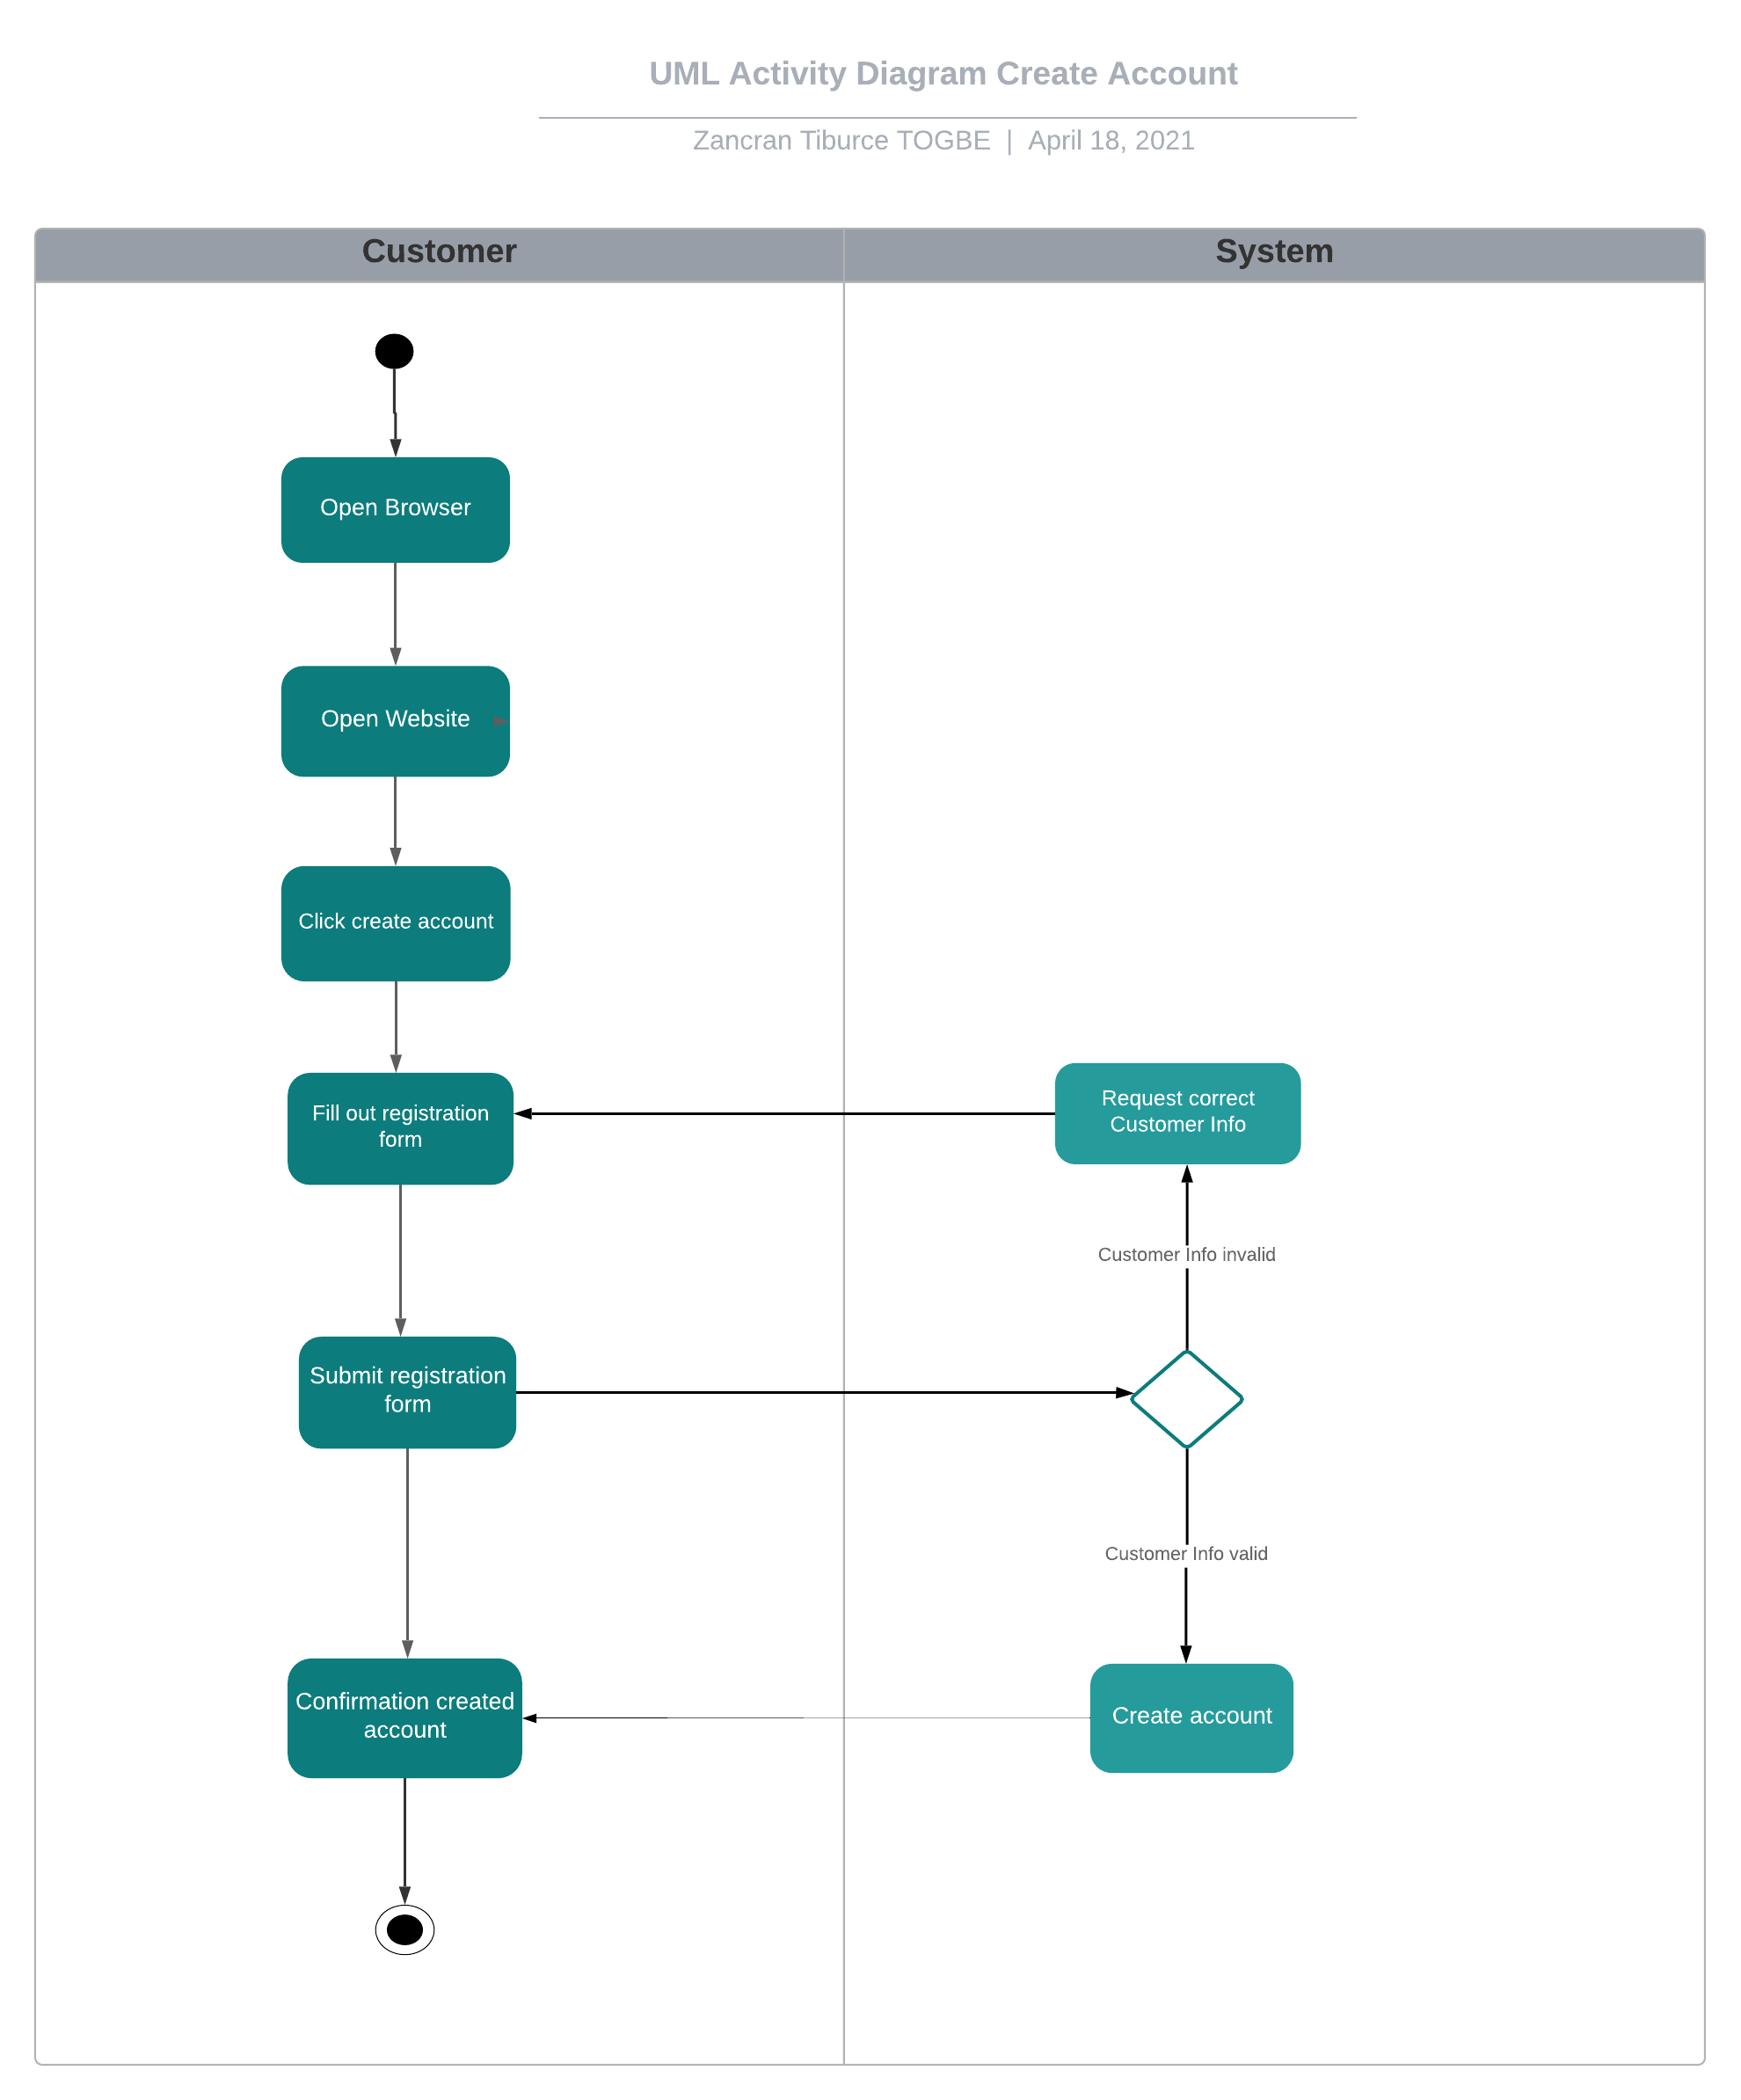 UML Activity Diagram Create Account
Zancran Tiburce TOGBE | April 18, 2021
Customer
System
Open Browser
Open Website
Click create account
Fill out registration
form
Request correct
Customer Info
Customer Info invalid
Submit registration
form
Customer Info valid
Confirmation created
account
Create account